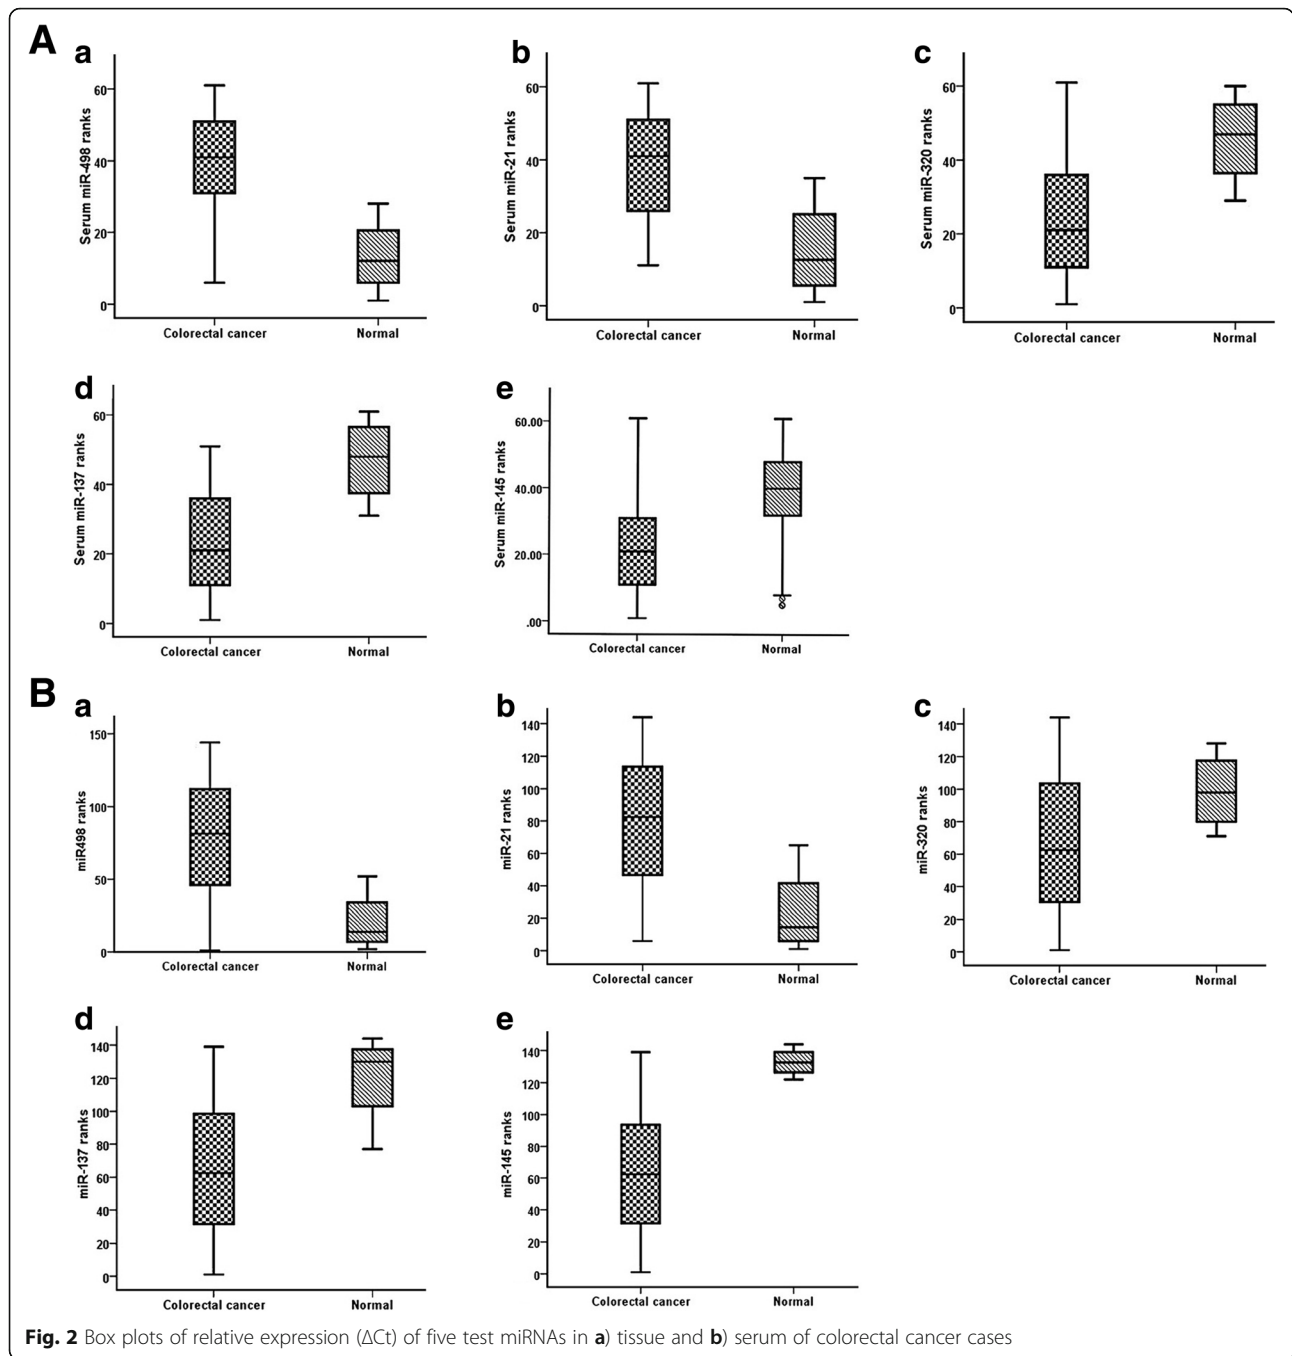 A
a
Serum miR-498 ranks
60
40
20
0
Colorectal cancer Normal
b
Serum miR-21 ranks
60
40
20
0
Colorectal cancer Normal
c
Serum miR-320 ranks
60
40
20
0
Colorectal cancer Normal
d
Serum miR-137 ranks
60
40
20
0
Colorectal cancer Normal
e
Serum miR-145 ranks
60.00
40.00
20.00
.00
Colorectal cancer Normal
B
a
miR498 ranks
150
100
50
0
Colorectal cancer Normal
b
miR-21 ranks
140
120
100
80
60
40
20
0
Colorectal cancer Normal
c
miR-320 ranks
140
120
100
80
60
40
20
0
Colorectal cancer Normal
d
miR-137 ranks
140
120
100
80
60
40
20
0
Colorectal cancer Normal
e
miR-145 ranks
140
120
100
80
60
40
20
0
Colorectal cancer Normal
Fig. 2 Box plots of relative expression (ΔCt) of five test miRNAs in a) tissue and b) serum of colorectal cancer cases